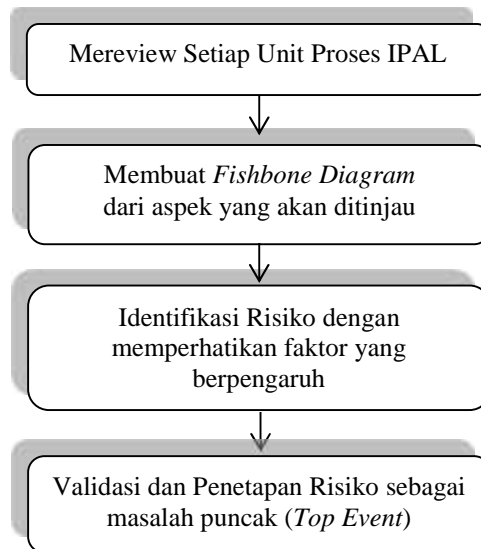 Mereview Setiap Unit Proses IPAL
Membuat Fishbone Diagram
dari aspek yang akan ditinjau
Identifikasi Risiko dengan
memperhatikan faktor yang
berpengaruh
Validasi dan Penetapan Risiko sebagai
masalah puncak (Top Event)